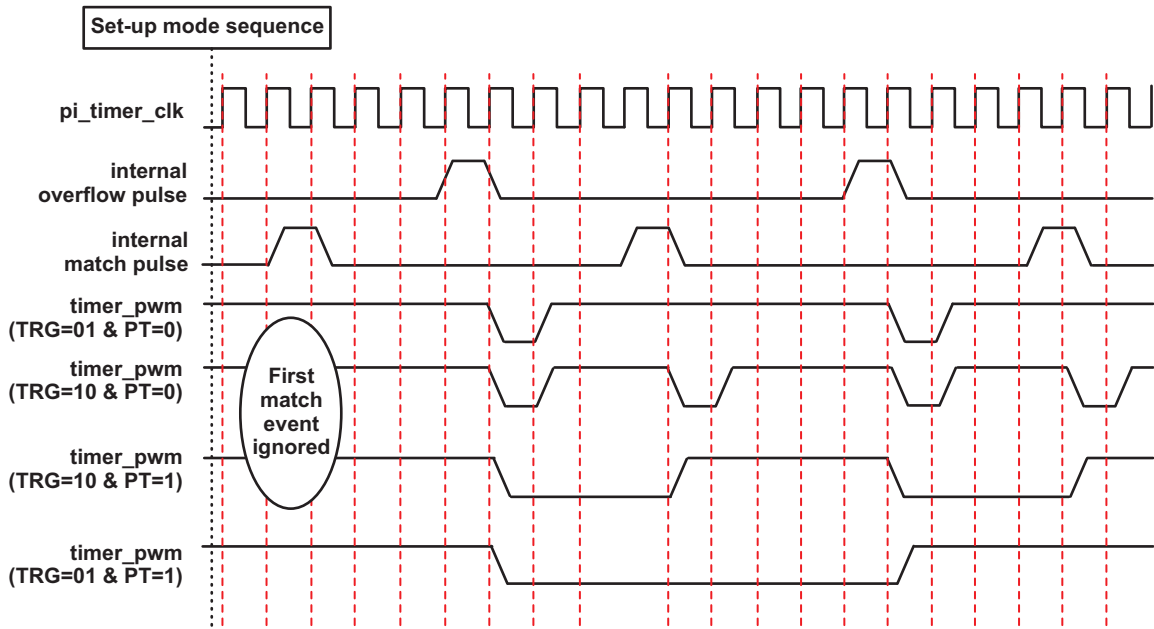 Set-up mode sequence
pi_timer_clk
internal
overflow pulse
internal
match pulse
timer_pwm
(TRG=01 & PT=0)
timer_pwm
(TRG=10 & PT=0)
First
match
event
ignored
timer_pwm
(TRG=10 & PT=1)
timer_pwm
(TRG=01 & PT=1)